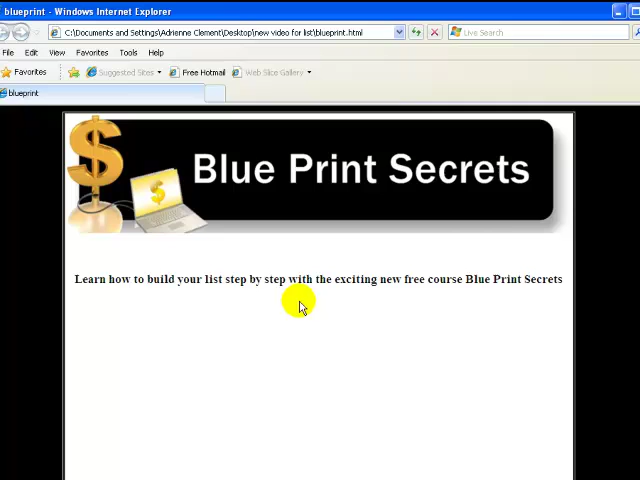 blueprint - Windows Internet Explorer
C:\Documents and Settings\Adrienne Clement\Desktop\new video for list\blueprint.html
Live Search
File Edit View Favorites Tools Help
Favorites Suggested Sites Free Hotmail Web Slice Gallery
blueprint
Blue Print Secrets
Learn how to build your list step by step with the exciting new free course Blue Print Secrets